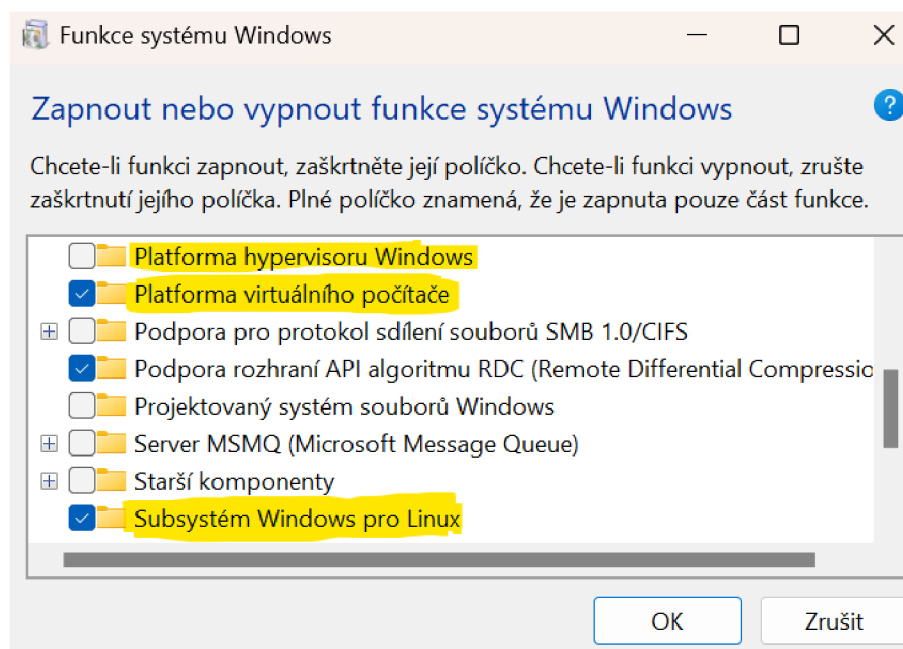 Funkce systému Windows
Zapnout nebo vypnout funkce systému Windows
?
Chcete-li funkci zapnout, zaškrtněte její políčko. Chcete-li funkci vypnout, zrušte
zaškrtnutí jejího políčka. Plné políčko znamená, že je zapnuta pouze část funkce.
Platforma hypervisoru Windows
Platforma virtuálního počítače
Podpora pro protokol sdílení souborů SMB 1.0/CIFS
Podpora rozhraní API algoritmu RDC (Remote Differential Compressio
Projektovaný systém souborů Windows
Server MSMQ (Microsoft Message Queue)
Starší komponenty
Subsystém Windows pro Linux
OK
Zrušit